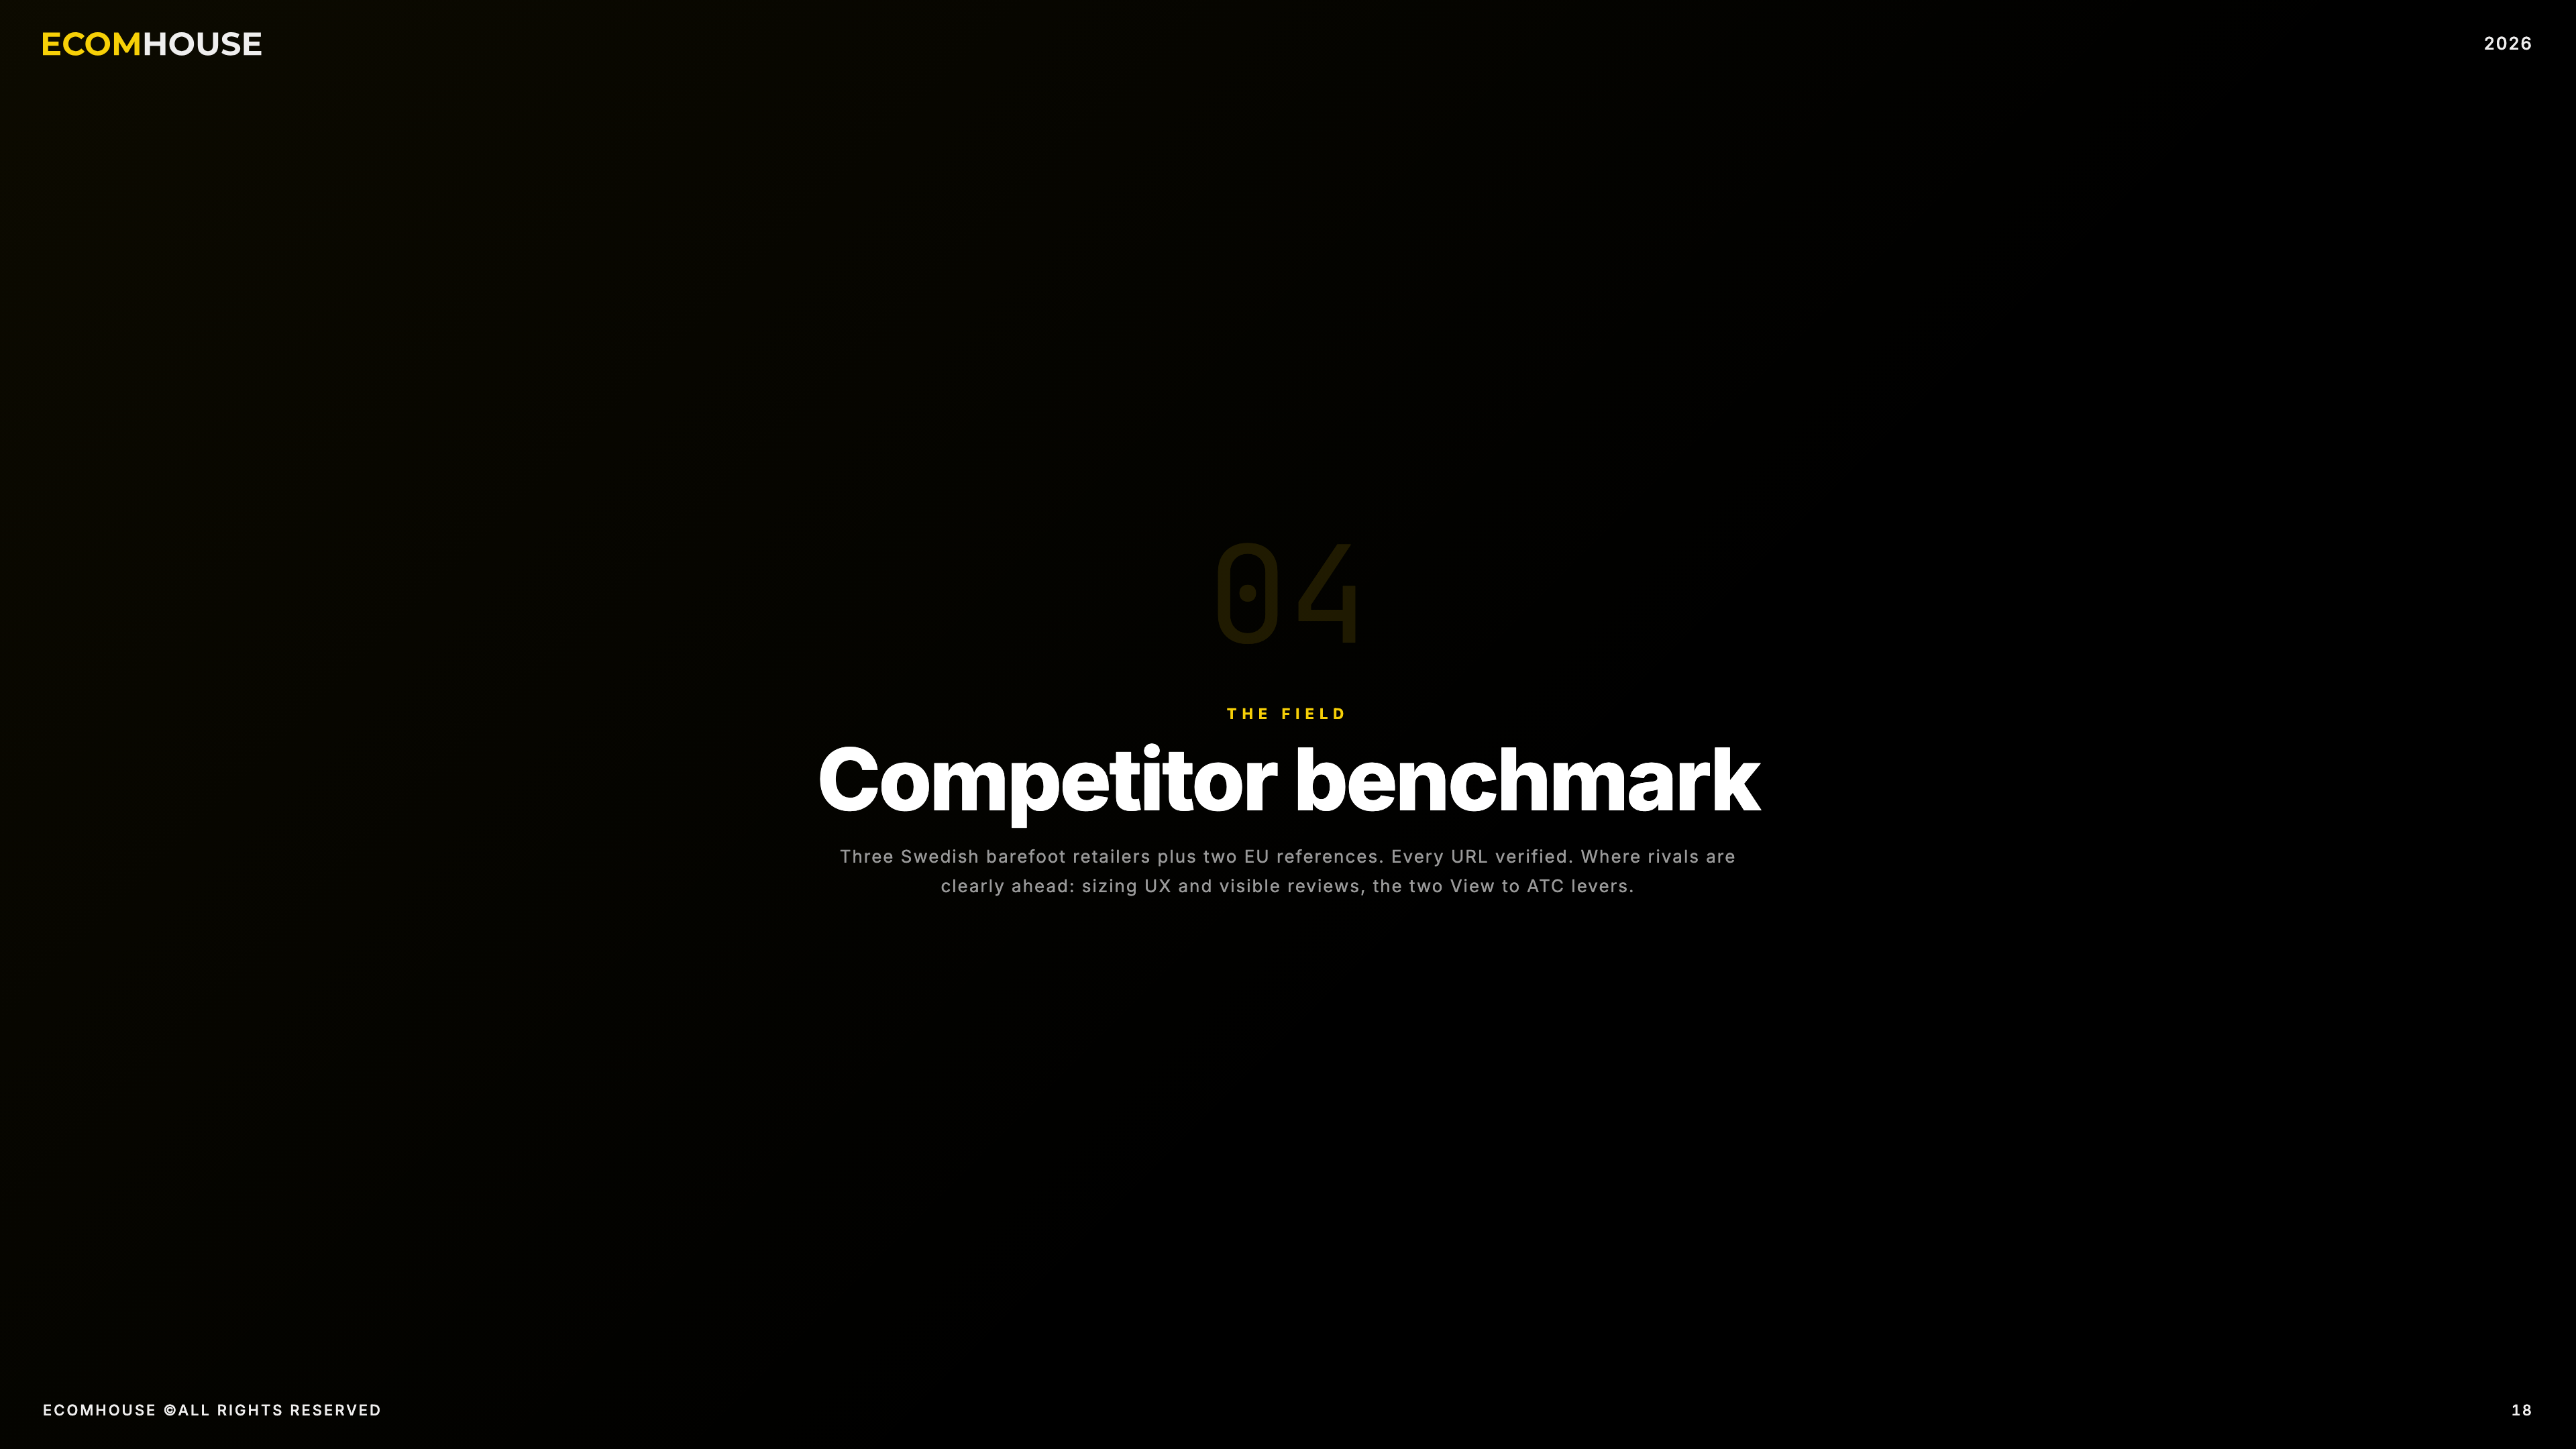 ECOMHOUSE
2026
04
THE FIELD
Competitor benchmark
Three Swedish barefoot retailers plus two EU references. Every URL verified. Where rivals are
clearly ahead: sizing UX and visible reviews, the two View to ATC levers.
ECOMHOUSE ©ALL RIGHTS RESERVED
18